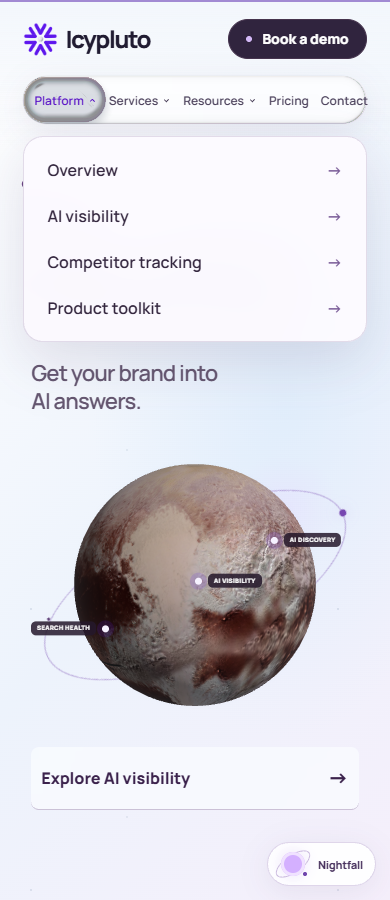 Icypluto
Book a demo
Platform Services Resources Pricing Contact
Overview
AI visibility
Competitor tracking
Product toolkit
Get your brand into
AI answers.
AI DISCOVERY
AI VISIBILITY
SEARCH HEALTH
Explore AI visibility
Nightfall